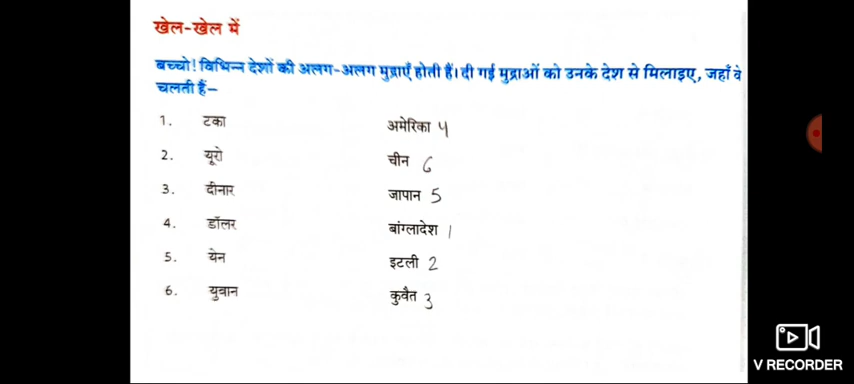 खेल-खेल में
बच्चो! विभिन्न देशों की अलग-अलग मुद्राएँ होती हैं। दी गई मुद्राओं को उनके देश से मिलाइए, जहाँ वे
चलती हैं–
1. टका अमेरिका 4
2. यूरो चीन 6
3. दीनार जापान 5
4. डॉलर बांग्लादेश 1
5. येन इटली 2
6. युवान कुवैत 3
V RECORDER